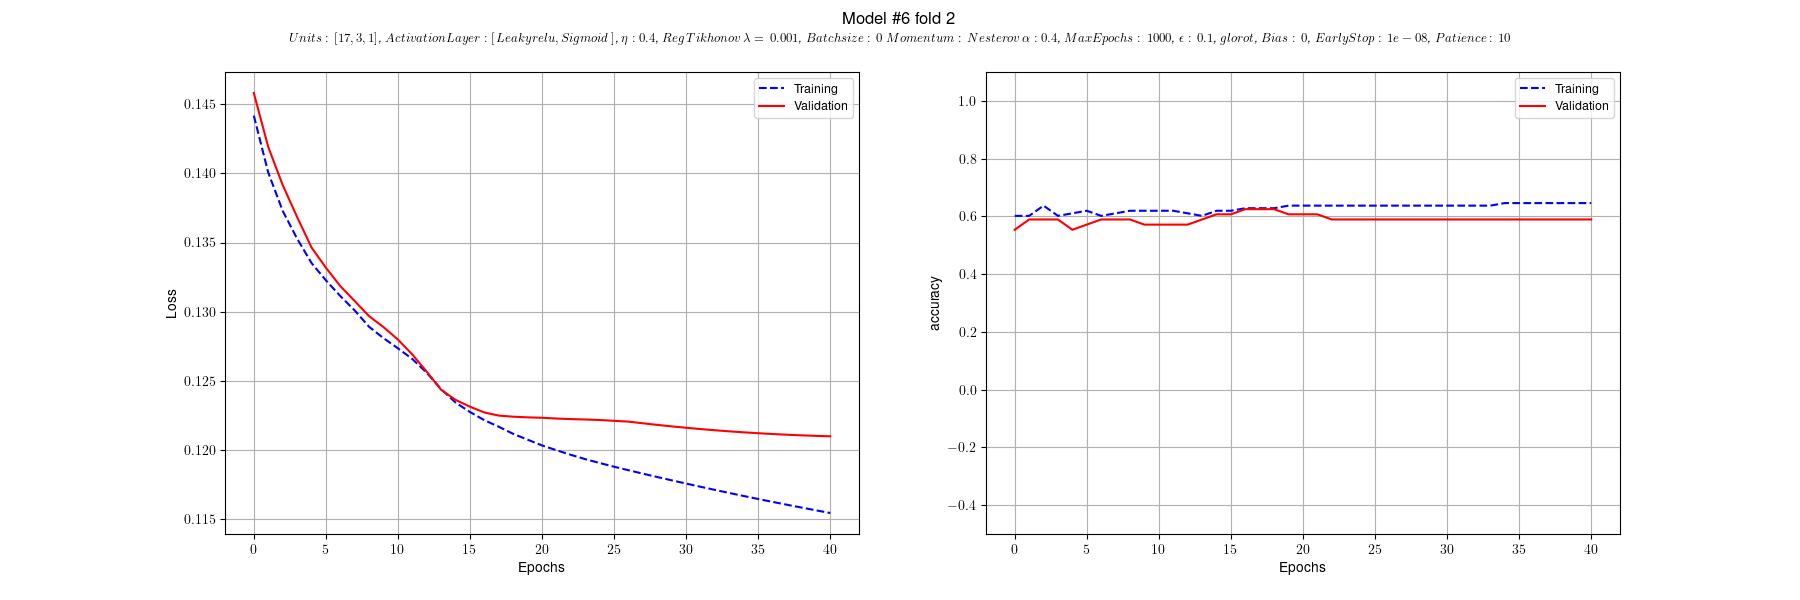 Model #6 fold 2
Units : [17, 3, 1], ActivationLayer : [Leakyrelu, Sigmoid], η : 0.4, RegTikhonov λ = 0.001, Batchsize : 0 Momentum : Nesterov α : 0.4, MaxEpochs : 1000, ϵ : 0.1, glorot, Bias : 0, EarlyStop : 1e − 08, Patience : 10
Training
Validation
0.145
0.140
0.135
0.130
0.125
0.120
0.115
Loss
0 5 10 15 20 25 30 35 40
Epochs
Training
Validation
1.0
0.8
0.6
0.4
0.2
0.0
−0.2
−0.4
accuracy
0 5 10 15 20 25 30 35 40
Epochs